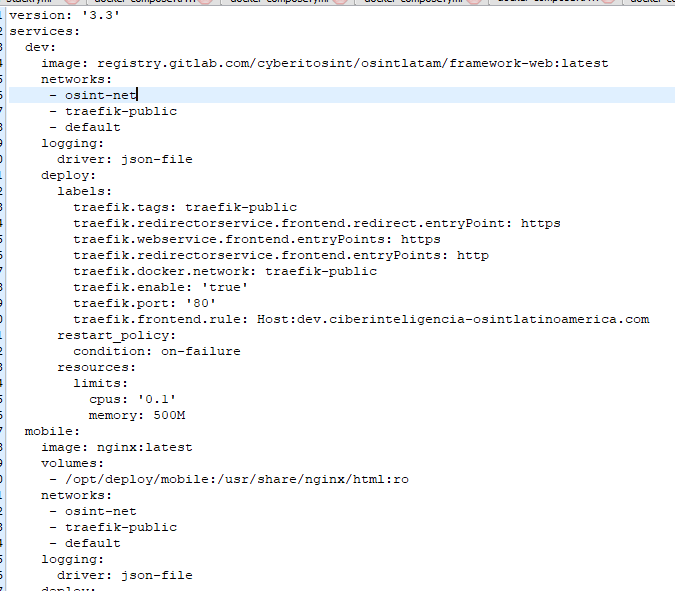 version: '3.3'
services:
  dev:
    image: registry.gitlab.com/cyberitosint/osintlatam/framework-web:latest
    networks:
     - osint-net
     - traefik-public
     - default
    logging:
      driver: json-file
    deploy:
      labels:
        traefik.tags: traefik-public
        traefik.redirectorservice.frontend.redirect.entryPoint: https
        traefik.webservice.frontend.entryPoints: https
        traefik.redirectorservice.frontend.entryPoints: http
        traefik.docker.network: traefik-public
        traefik.enable: 'true'
        traefik.port: '80'
        traefik.frontend.rule: Host:dev.ciberinteligencia-osintlatinoamerica.com
      restart_policy:
        condition: on-failure
      resources:
        limits:
          cpus: '0.1'
          memory: 500M
  mobile:
    image: nginx:latest
    volumes:
     - /opt/deploy/mobile:/usr/share/nginx/html:ro
    networks:
     - osint-net
     - traefik-public
     - default
    logging:
      driver: json-file
    deploy: